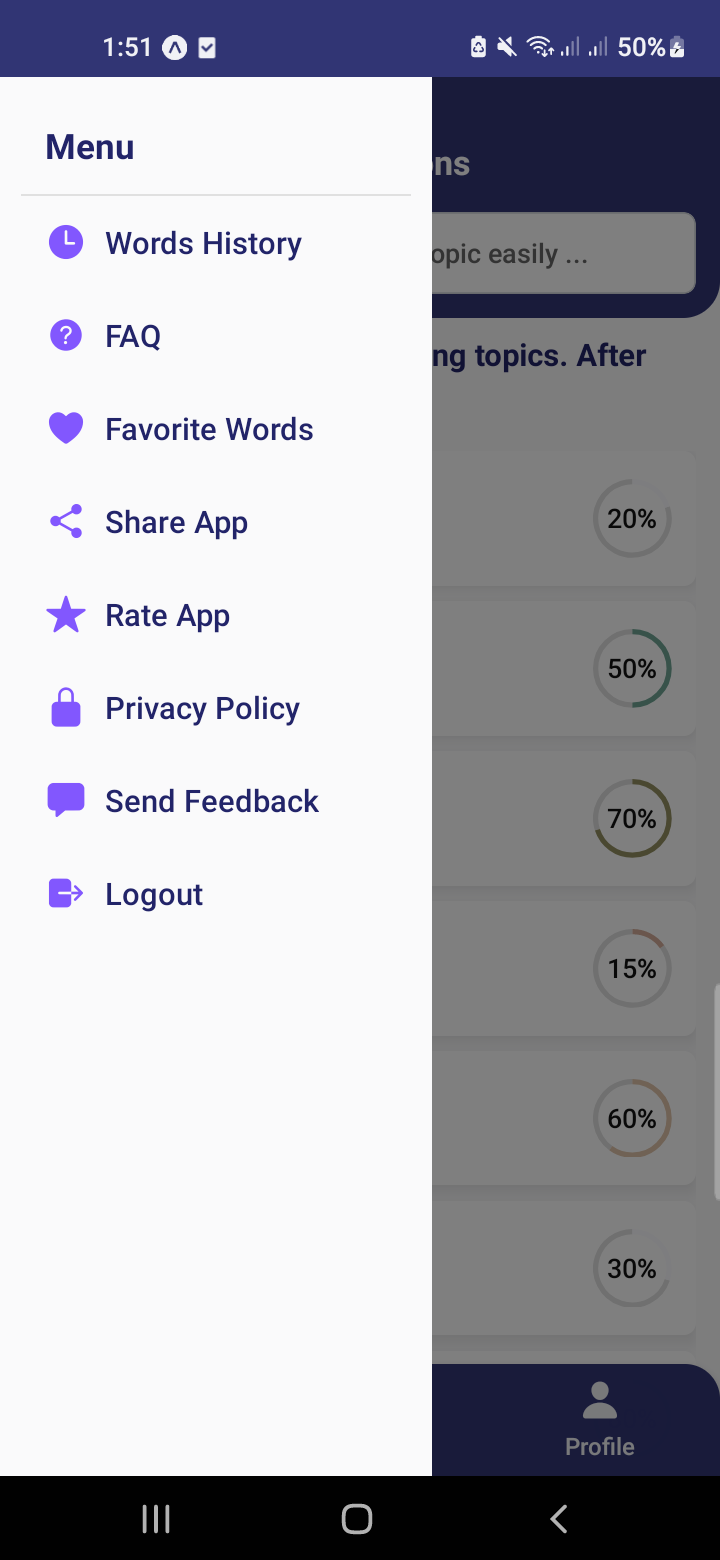 1:51
50%
Menu
ons
opic easily ...
ng topics. After
Words History
FAQ
Favorite Words
Share App
Rate App
Privacy Policy
Send Feedback
Logout
20%
50%
70%
15%
60%
30%
Profile